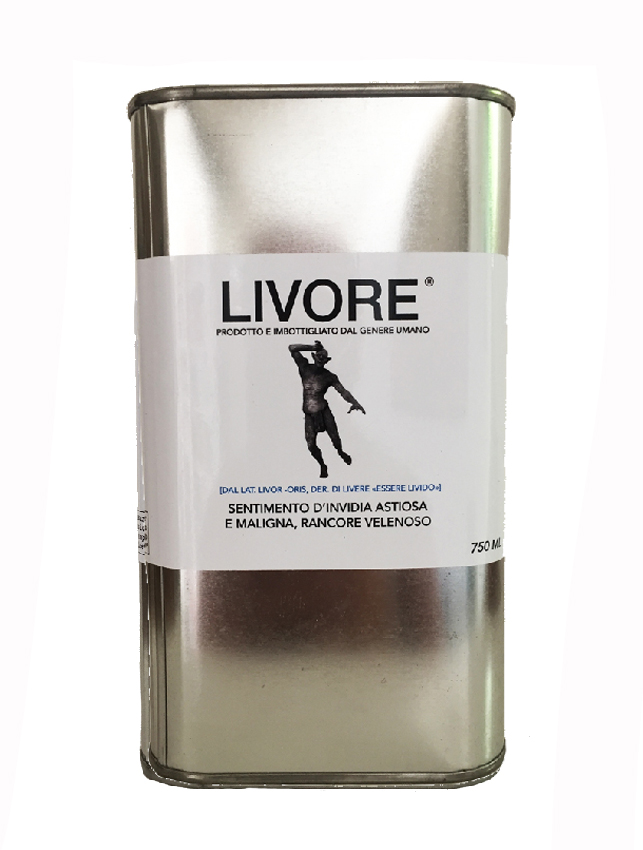 LIVORE®
PRODOTTO E IMBOTTIGLIATO DAL GENERE UMANO
[DAL LAT. LIVOR -ORIS, DER. DI LIVERE «ESSERE LIVIDO»]
SENTIMENTO D'INVIDIA ASTIOSA
E MALIGNA, RANCORE VELENOSO
750 ML